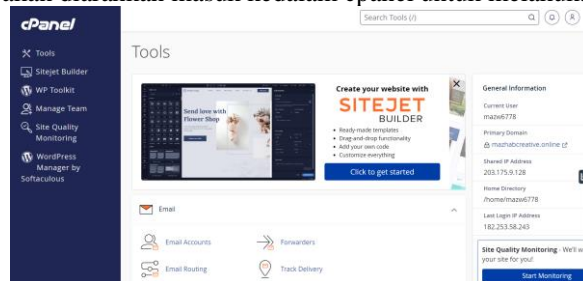 cPanel
Search Tools (/)
Tools
Sitejet Builder
WP Toolkit
Manage Team
Site Quality
Monitoring
WordPress
Manager by
Softaculous
Tools
Send love with
Flower Shop
Create your website with
SITEJET
BUILDER
Ready-made templates
Drag-and-drop functionality
Add your own code
Customize everything
Click to get started
Email
Email Accounts
Forwarders
Email Routing
Track Delivery
General Information
Current User
mazw6778
Primary Domain
mazhabcreative.online
Shared IP Address
203.175.9.128
Home Directory
/home/mazw6778
Last Login IP Address
182.253.58.243
Site Quality Monitoring - We'll w
your site for you!
Start Monitoring